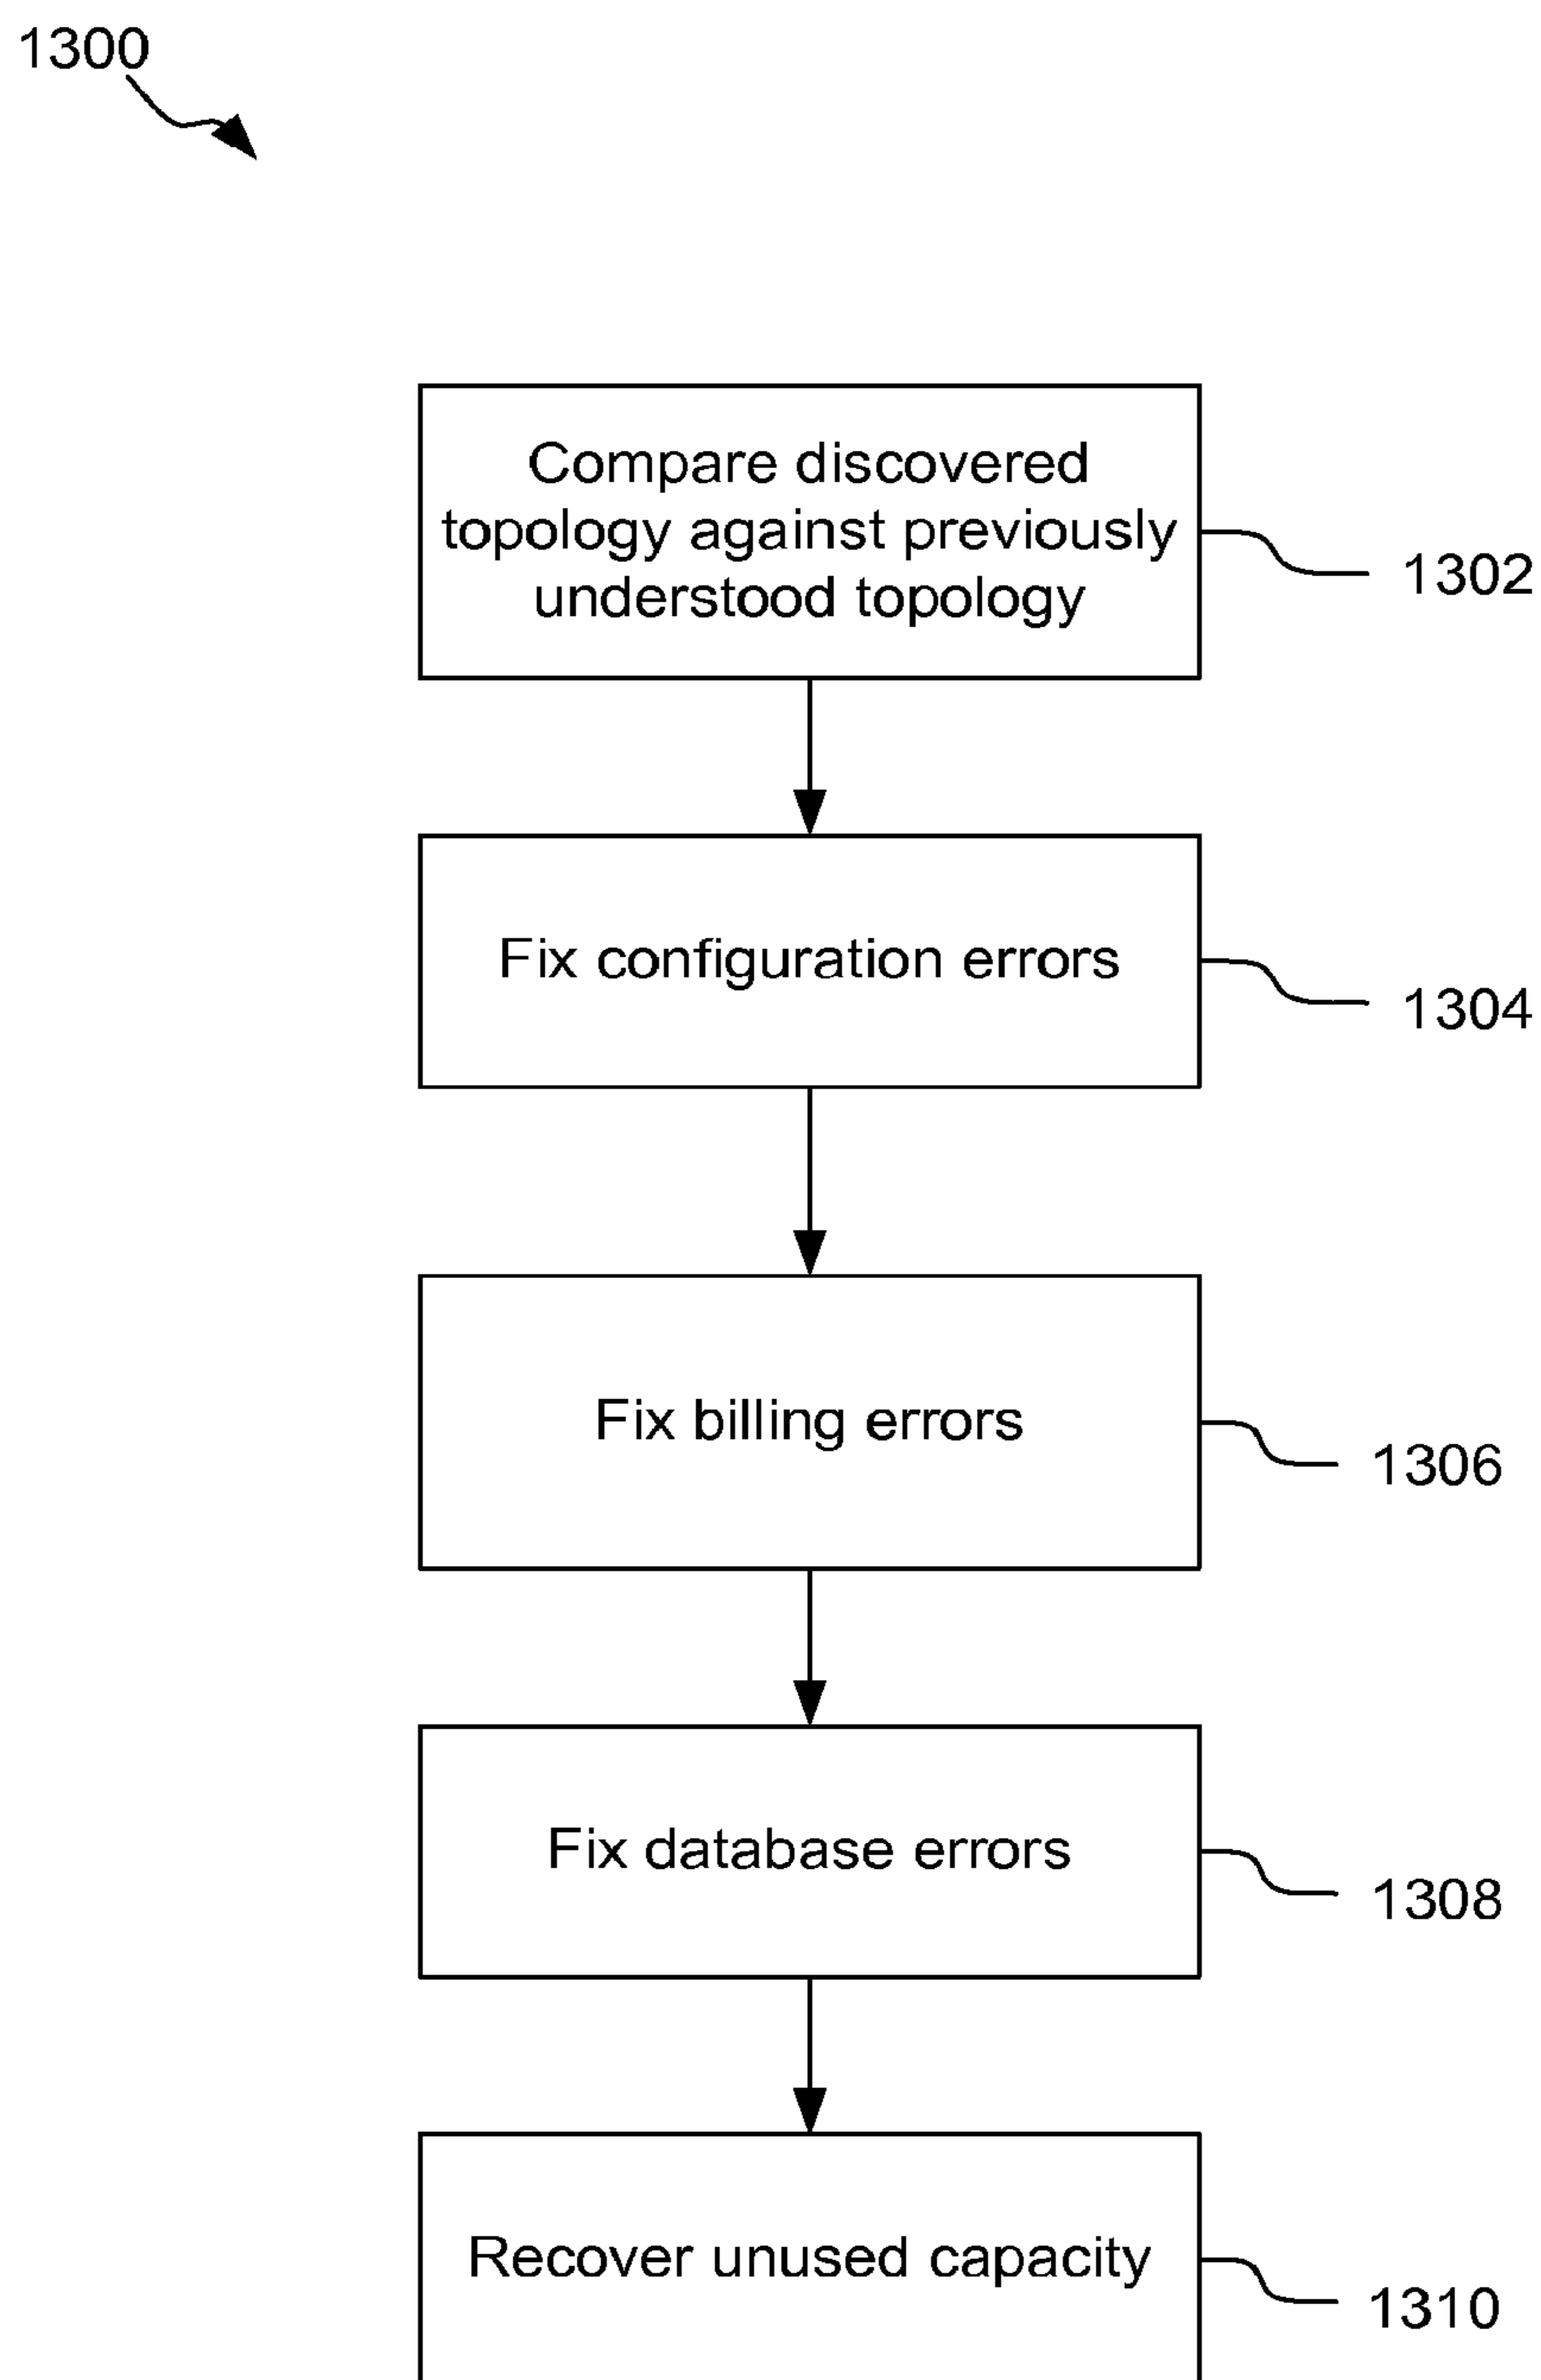 1300
Compare discovered
topology against previously
understood topology
1302
Fix configuration errors
1304
Fix billing errors
1306
Fix database errors
1308
Recover unused capacity
1310